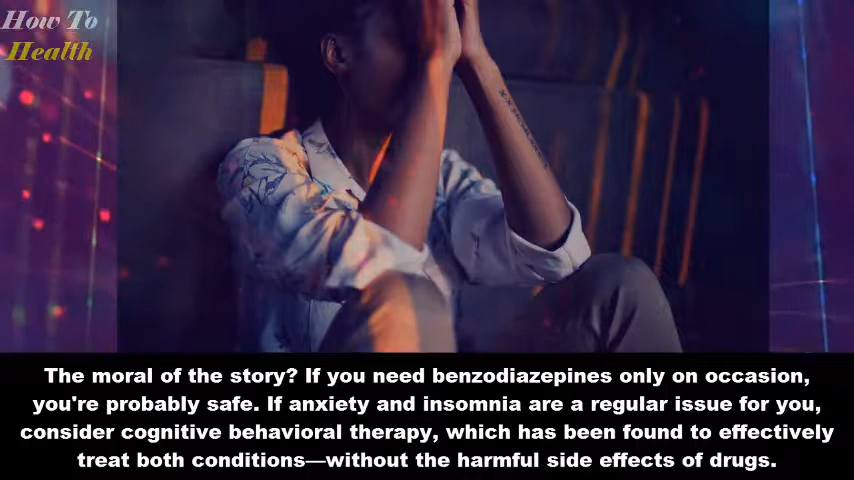 How To
Health
The moral of the story? If you need benzodiazepines only on occasion,
you're probably safe. If anxiety and insomnia are a regular issue for you,
consider cognitive behavioral therapy, which has been found to effectively
treat both conditions—without the harmful side effects of drugs.